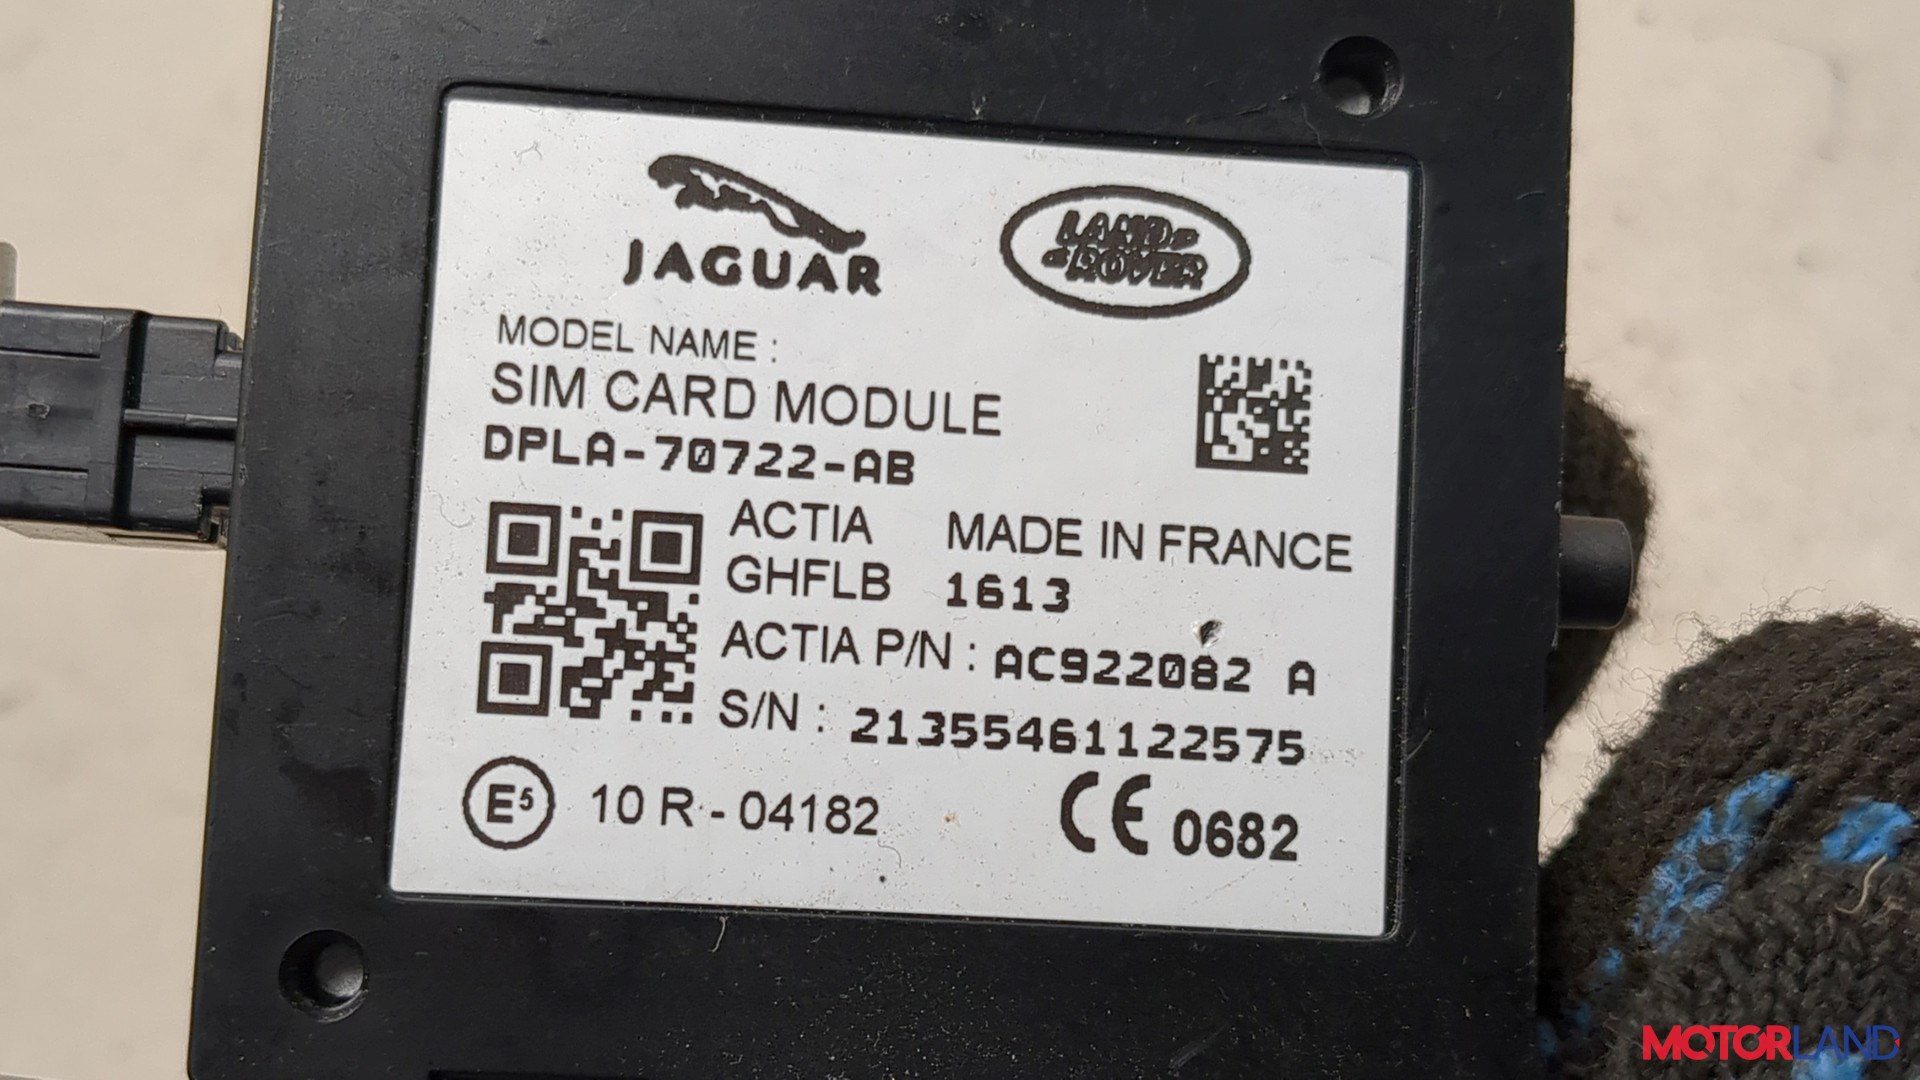 JAGUAR
LAND
ROVER
MODEL NAME :
SIM CARD MODULE
DPLA-70722-AB
ACTIA MADE IN FRANCE
GHFLB 1613
ACTIA P/N : AC922082 A
S/N : 21355461122575
E5 10 R - 04182 CE 0682
MOTORLAND